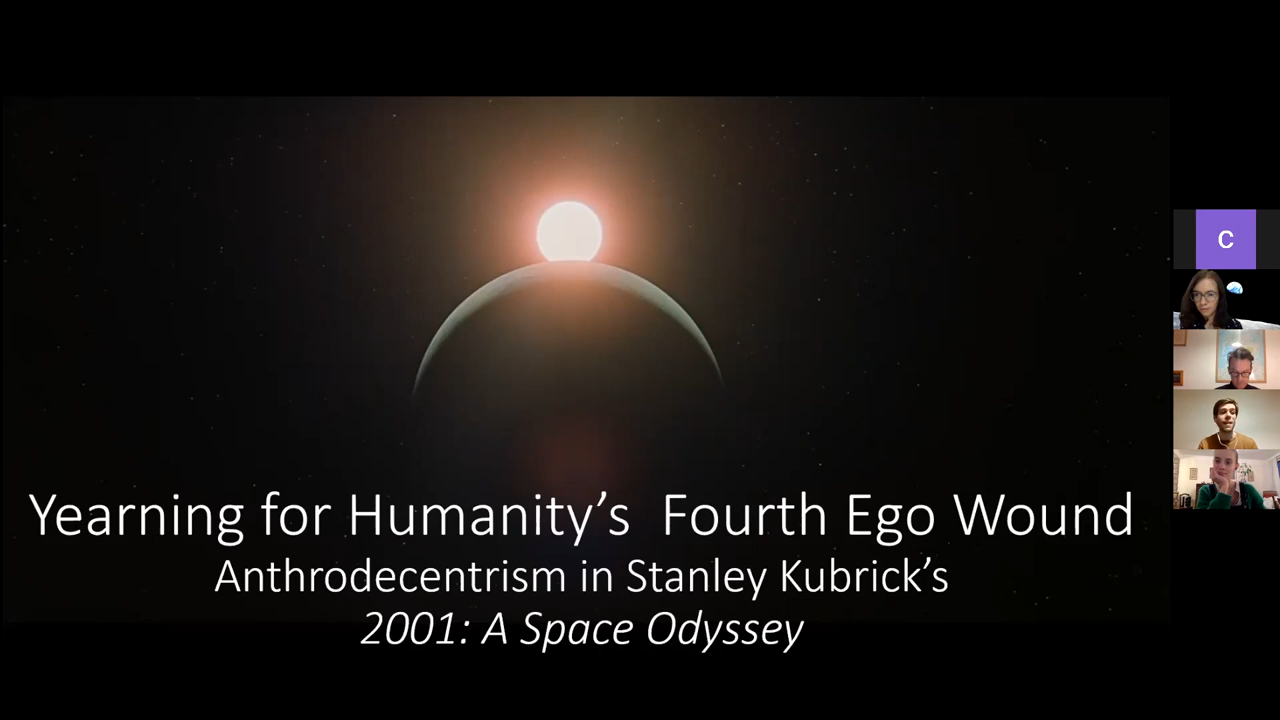 Yearning for Humanity’s  Fourth Ego Wound
Anthrodecentrism in Stanley Kubrick’s
2001: A Space Odyssey
C